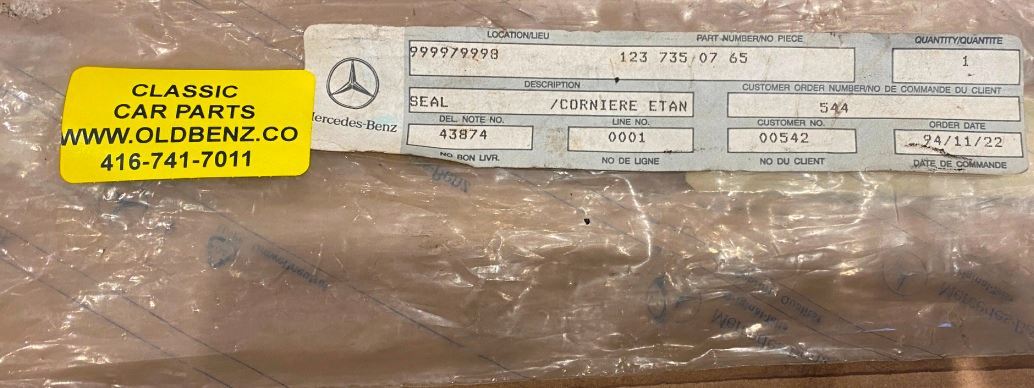 CLASSIC
CAR PARTS
WWW.OLDBENZ.CO
416-741-7011
Mercedes-Benz
LOCATION/LIEU
99979998
PART NUMBER/NO PIECE
123 735 07 65
QUANTITY/QUANTITE
1
DESCRIPTION
SEAL /CORNIERE ETAN
CUSTOMER ORDER NUMBER/NO DE COMMANDE DU CLIENT
544
DEL. NOTE NO.
43874
NO BON LIVR.
LINE NO.
0001
NO DE LIGNE
CUSTOMER NO.
00542
NO DU CLIENT
ORDER DATE
94/11/22
DATE DE COMMANDE